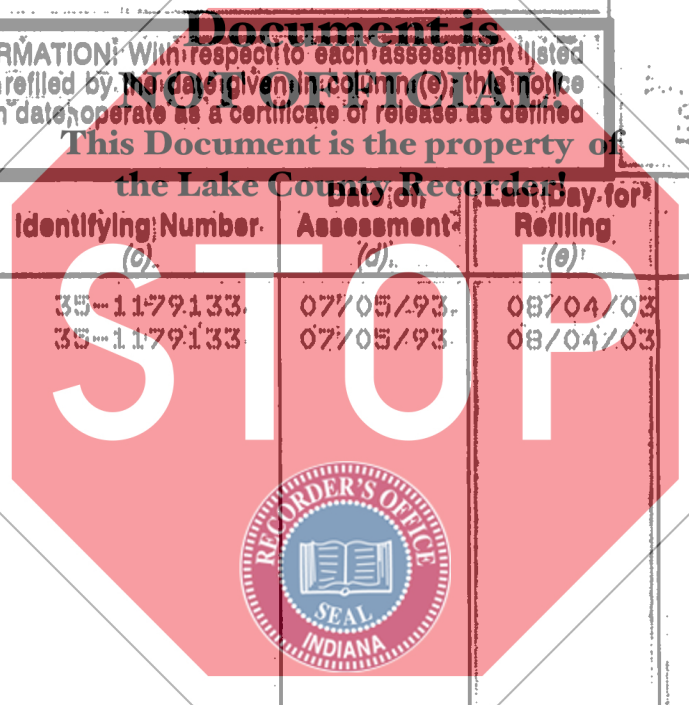 Document is
RMATION: With respect to each assessment listed
refiled by the date given in column (e), this notice
NOT OFFICIAL!
date, operate as a certificate of release as defined
This Document is the property of
the Lake County Recorder!
Identifying Number (c)
Date of Assessment (d)
Last Day for Refiling (e)
35-1179133 07/05/93 08/04/03
35-1179133 07/05/93 08/04/03
STOP
RECORDER'S OFFICE
SEAL
INDIANA